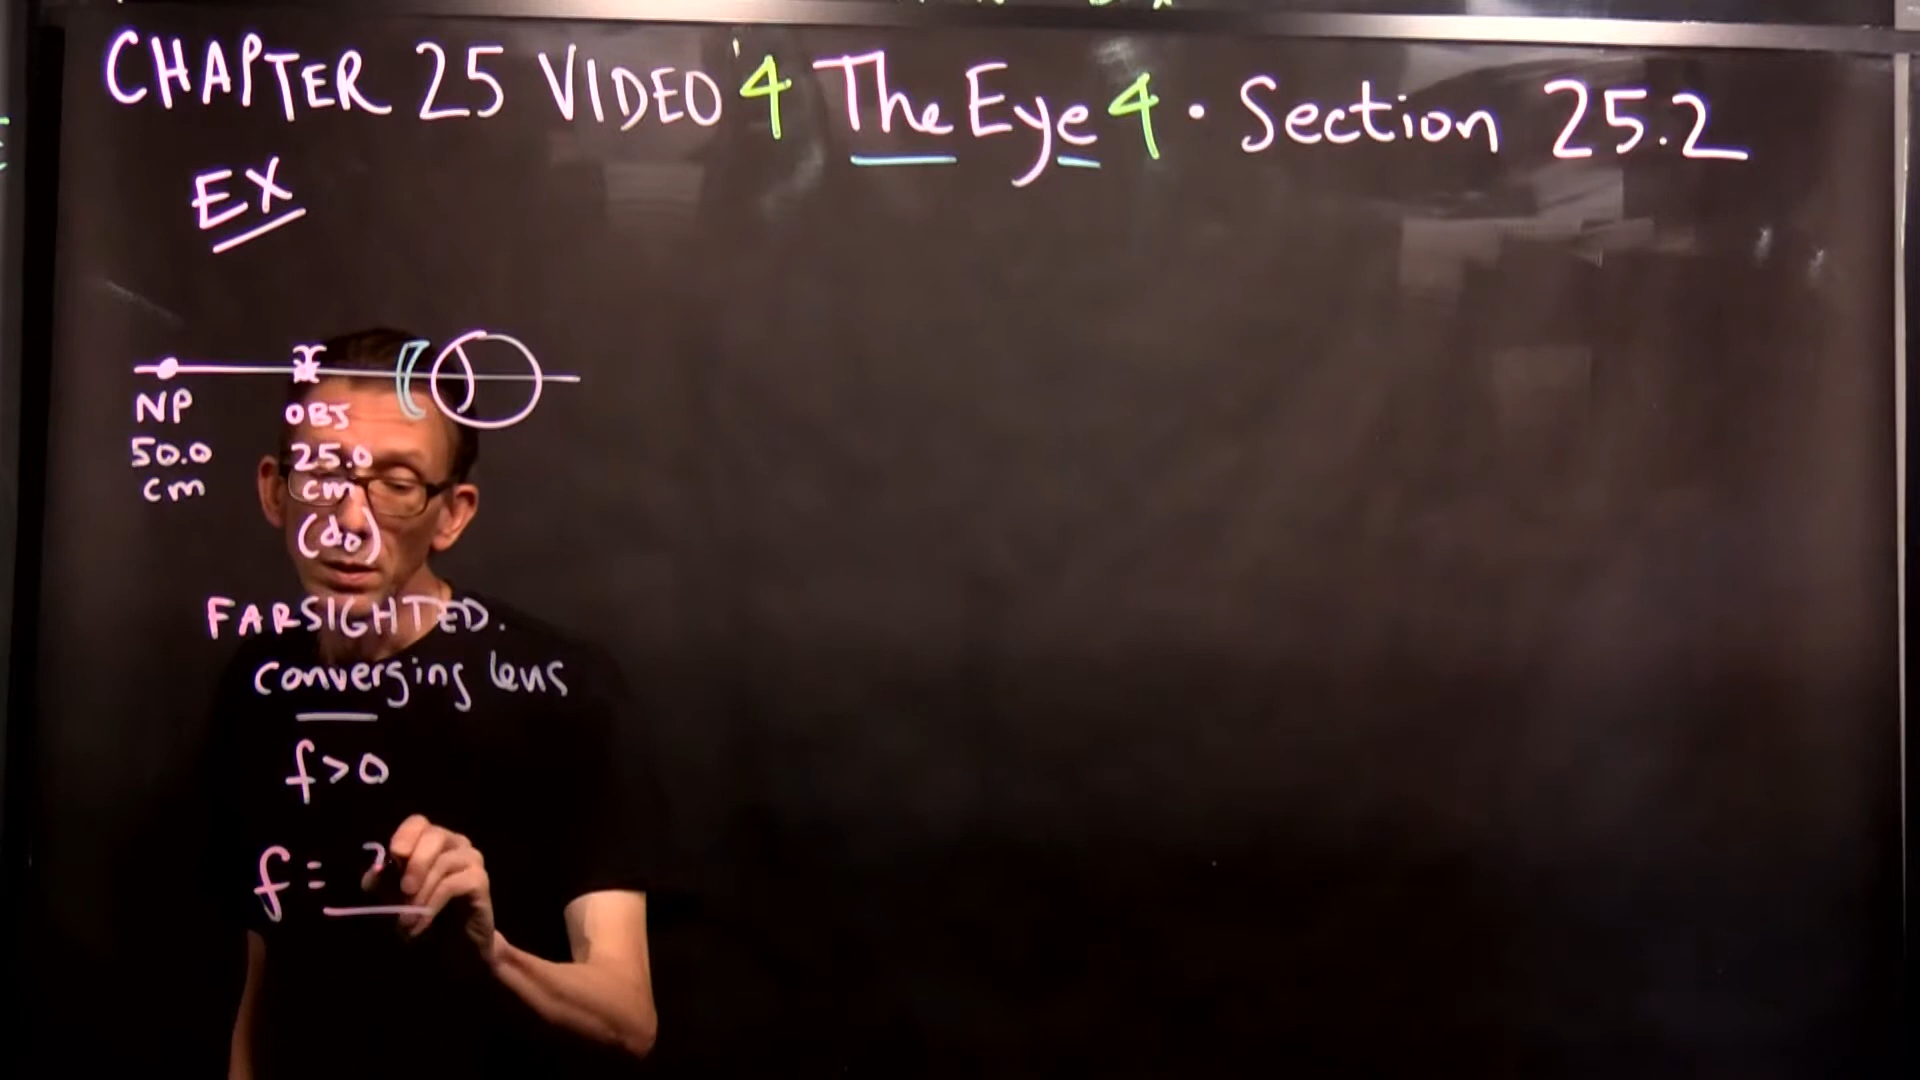 CHAPTER 25 VIDEO 4 The Eye 4 · Section 25.2
EX
NP OBJ
50.0 25.0
cm cm
(do)
FARSIGHTED.
converging lens
f>0
f=